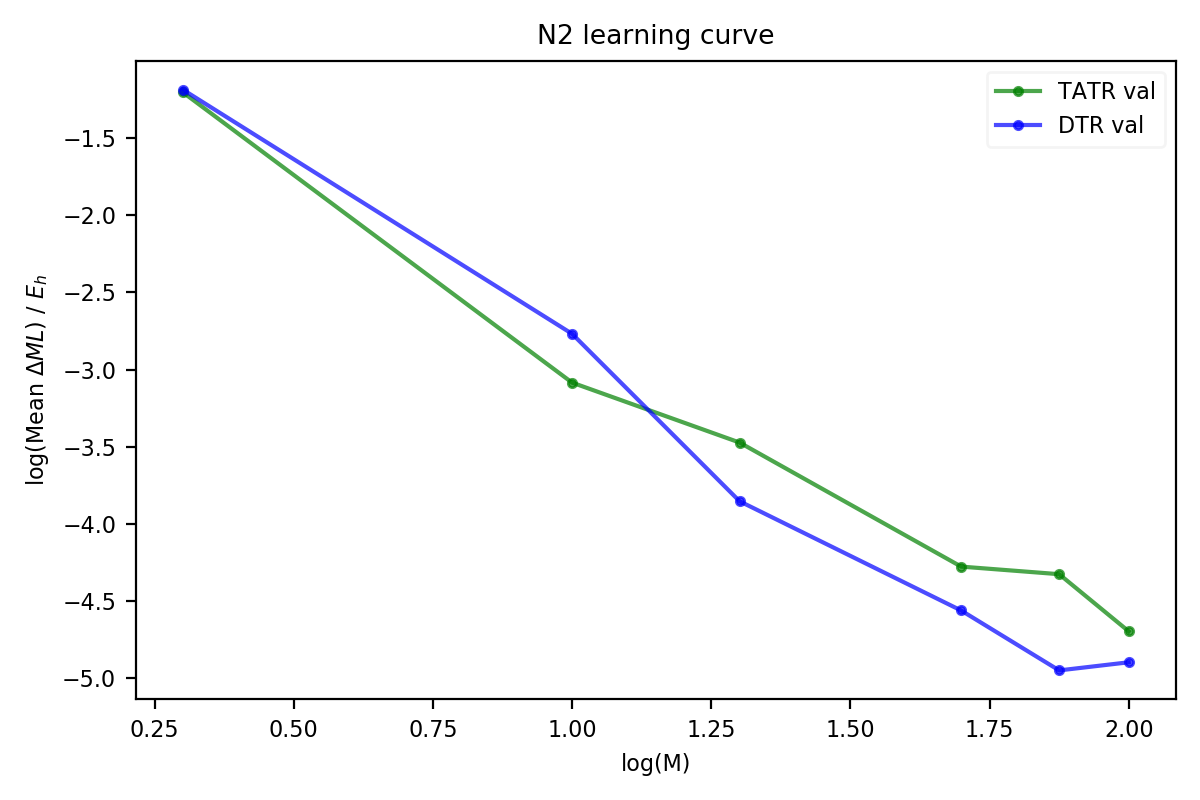 N2 learning curve
TATR val
DTR val
log(Mean ΔML) / E_h
−1.5
−2.0
−2.5
−3.0
−3.5
−4.0
−4.5
−5.0
0.25 0.50 0.75 1.00 1.25 1.50 1.75 2.00
log(M)